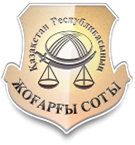 Қазақстан Республикасының
ЖОҒАРҒЫ СОТЫ